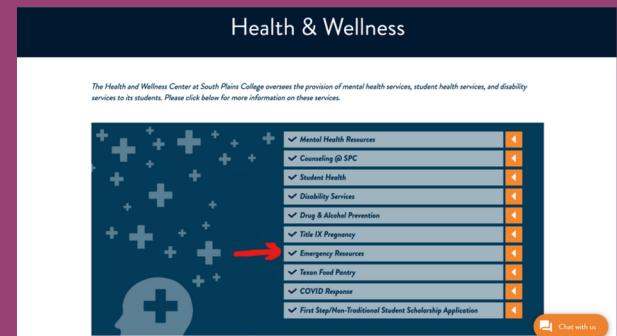 Health & Wellness
The Health and Wellness Center at South Plains College oversees the provision of mental health services, student health services, and disability
services to its students. Please click below for more information on these services.
Mental Health Resources
Counseling @ SPC
Student Health
Disability Services
Drug & Alcohol Prevention
Title IX Pregnancy
Emergency Resources
Texan Food Pantry
COVID Response
First Step/Non-Traditional Student Scholarship Application
Chat with us